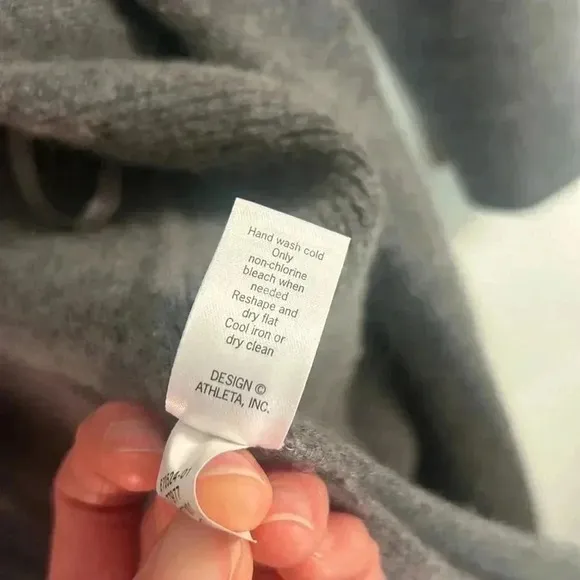 Hand wash cold
Only
non-chlorine
bleach when
needed
Reshape and
dry flat
Cool iron or
dry clean
DESIGN ©
ATHLETA, INC.